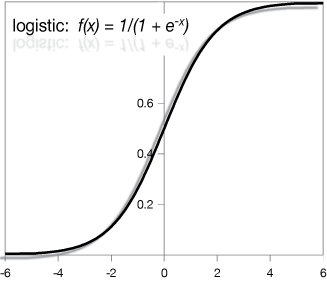 logistic: f(x) = 1/(1 + e⁻ˣ)
0.6
0.4
0.2
-6 -4 -2 0 2 4 6